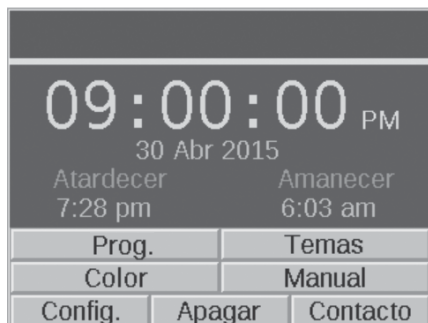 09:00:00 PM
30 Abr 2015
Atardecer Amanecer
7:28 pm 6:03 am
Prog. Temas
Color Manual
Config. Apagar Contacto